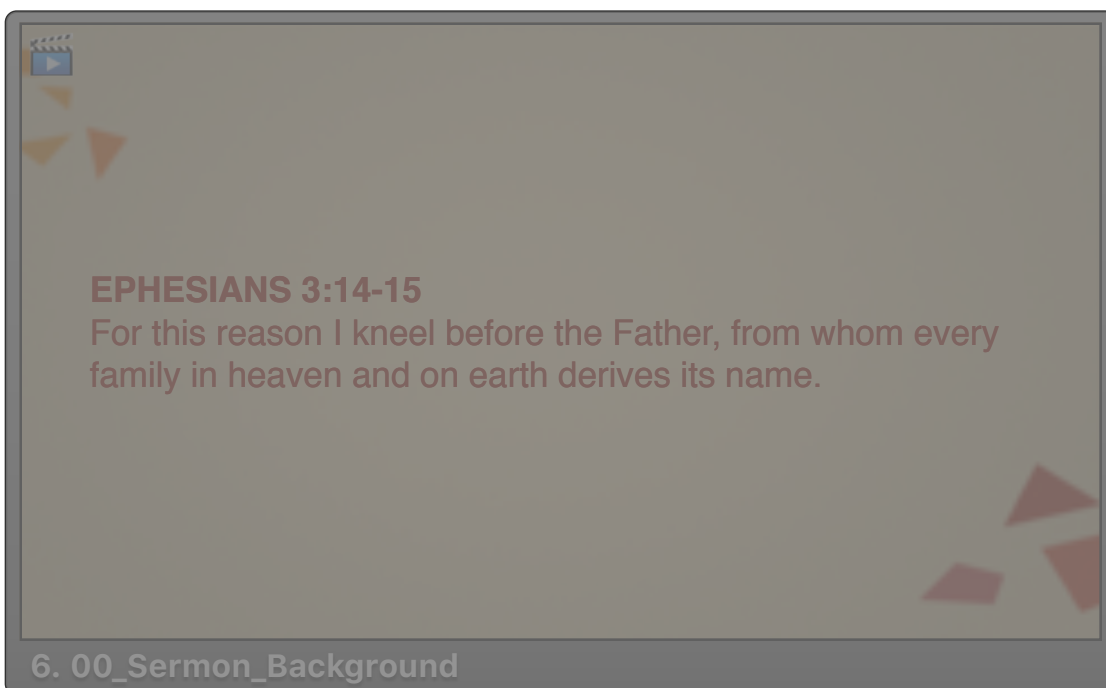 EPHESIANS 3:14-15
For this reason I kneel before the Father, from whom every
family in heaven and on earth derives its name.
6. 00_Sermon_Background